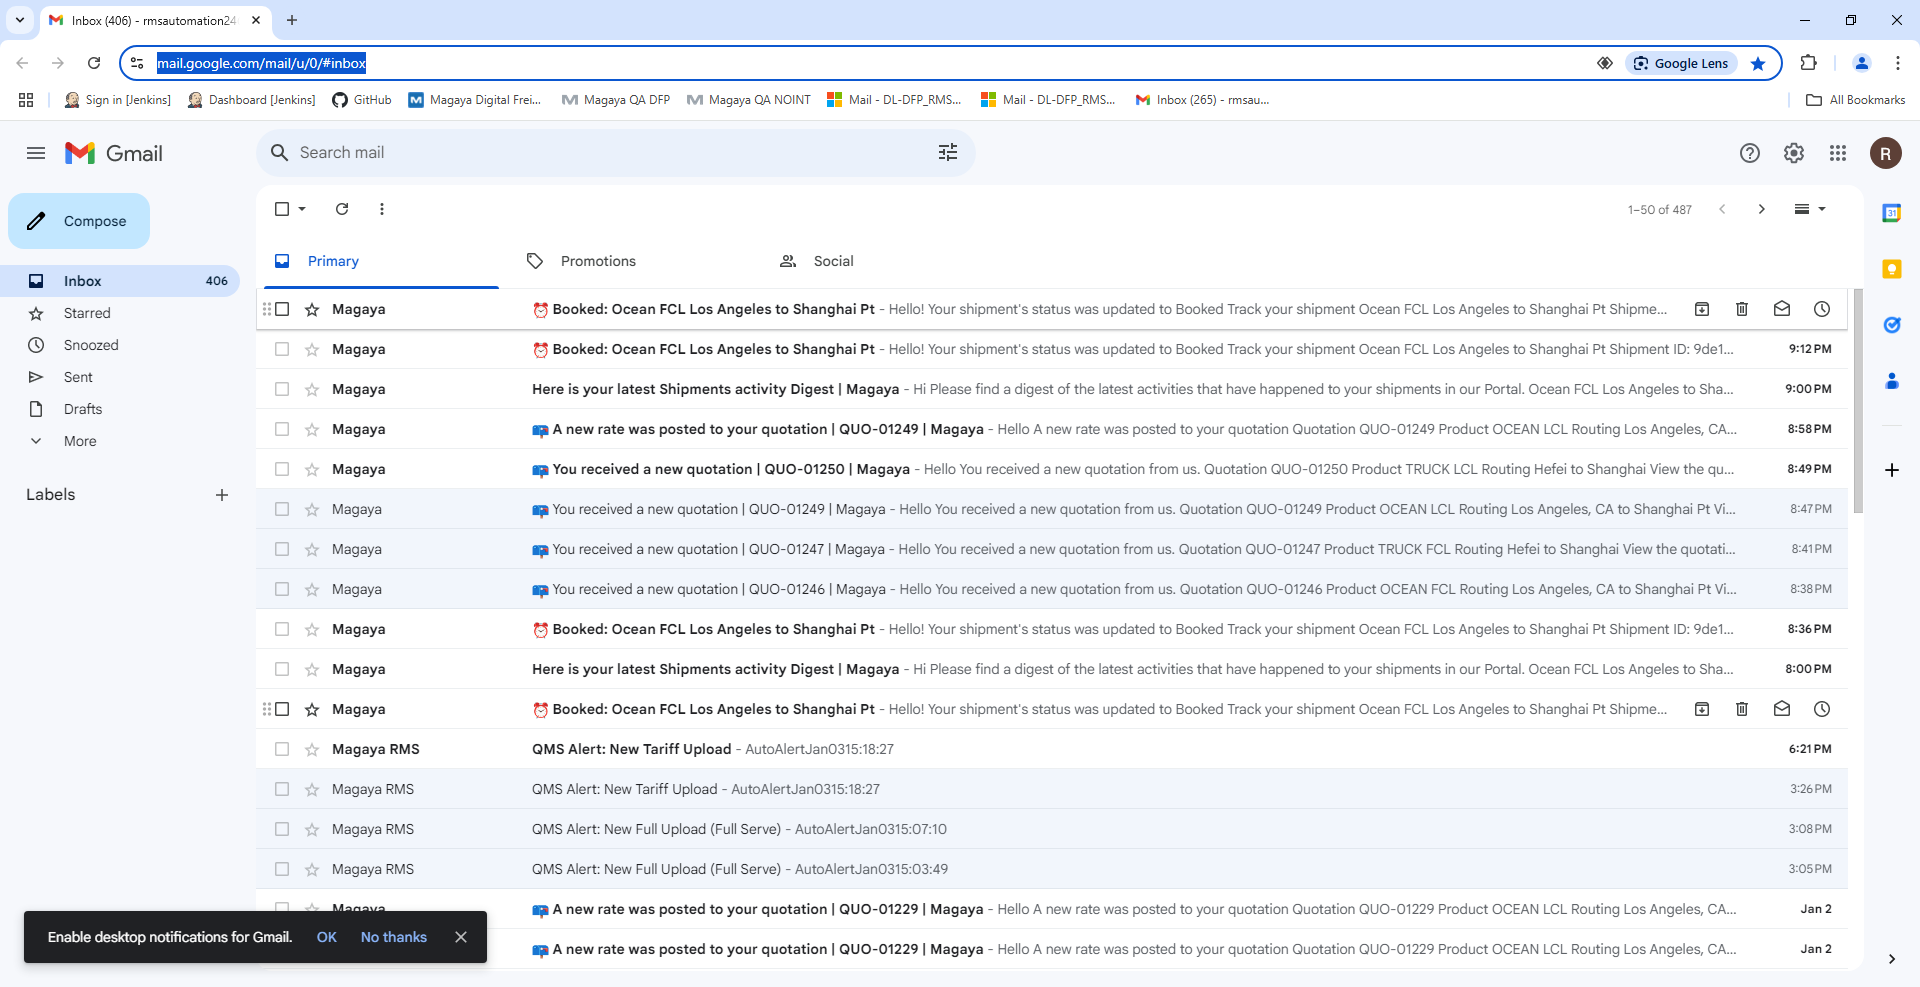 Inbox (406) - rmsautomation24
mail.google.com/mail/u/0/#inbox
Google Lens
Sign in [Jenkins]
Dashboard [Jenkins]
GitHub
Magaya Digital Frei...
Magaya QA DFP
Magaya QA NOINT
Mail - DL-DFP_RMS...
Mail - DL-DFP_RMS...
Inbox (265) - rmsau...
All Bookmarks
Gmail
Search mail
R
Compose
1–50 of 487
31
Primary
Promotions
Social
Inbox 406
Starred
Snoozed
Sent
Drafts
More
Labels
Magaya ⏰ Booked: Ocean FCL Los Angeles to Shanghai Pt - Hello! Your shipment's status was updated to Booked Track your shipment Ocean FCL Los Angeles to Shanghai Pt Shipme...
Magaya ⏰ Booked: Ocean FCL Los Angeles to Shanghai Pt - Hello! Your shipment's status was updated to Booked Track your shipment Ocean FCL Los Angeles to Shanghai Pt Shipment ID: 9de1... 9:12 PM
Magaya Here is your latest Shipments activity Digest | Magaya - Hi Please find a digest of the latest activities that have happened to your shipments in our Portal. Ocean FCL Los Angeles to Sha... 9:00 PM
Magaya 📪 A new rate was posted to your quotation | QUO-01249 | Magaya - Hello A new rate was posted to your quotation Quotation QUO-01249 Product OCEAN LCL Routing Los Angeles, CA... 8:58 PM
Magaya 📪 You received a new quotation | QUO-01250 | Magaya - Hello You received a new quotation from us. Quotation QUO-01250 Product TRUCK LCL Routing Hefei to Shanghai View the qu... 8:49 PM
Magaya 📪 You received a new quotation | QUO-01249 | Magaya - Hello You received a new quotation from us. Quotation QUO-01249 Product OCEAN LCL Routing Los Angeles, CA to Shanghai Pt Vi... 8:47 PM
Magaya 📪 You received a new quotation | QUO-01247 | Magaya - Hello You received a new quotation from us. Quotation QUO-01247 Product TRUCK FCL Routing Hefei to Shanghai View the quotati... 8:41 PM
Magaya 📪 You received a new quotation | QUO-01246 | Magaya - Hello You received a new quotation from us. Quotation QUO-01246 Product OCEAN FCL Routing Los Angeles, CA to Shanghai Pt Vi... 8:38 PM
Magaya ⏰ Booked: Ocean FCL Los Angeles to Shanghai Pt - Hello! Your shipment's status was updated to Booked Track your shipment Ocean FCL Los Angeles to Shanghai Pt Shipment ID: 9de1... 8:36 PM
Magaya Here is your latest Shipments activity Digest | Magaya - Hi Please find a digest of the latest activities that have happened to your shipments in our Portal. Ocean FCL Los Angeles to Sha... 8:00 PM
Magaya ⏰ Booked: Ocean FCL Los Angeles to Shanghai Pt - Hello! Your shipment's status was updated to Booked Track your shipment Ocean FCL Los Angeles to Shanghai Pt Shipme...
Magaya RMS QMS Alert: New Tariff Upload - AutoAlertJan0315:18:27 6:21 PM
Magaya RMS QMS Alert: New Tariff Upload - AutoAlertJan0315:18:27 3:26 PM
Magaya RMS QMS Alert: New Full Upload (Full Serve) - AutoAlertJan0315:07:10 3:08 PM
Magaya RMS QMS Alert: New Full Upload (Full Serve) - AutoAlertJan0315:03:49 3:05 PM
Magaya 📪 A new rate was posted to your quotation | QUO-01229 | Magaya - Hello A new rate was posted to your quotation Quotation QUO-01229 Product OCEAN LCL Routing Los Angeles, CA... Jan 2
📪 A new rate was posted to your quotation | QUO-01229 | Magaya - Hello A new rate was posted to your quotation Quotation QUO-01229 Product OCEAN LCL Routing Los Angeles, CA... Jan 2
Enable desktop notifications for Gmail. OK No thanks